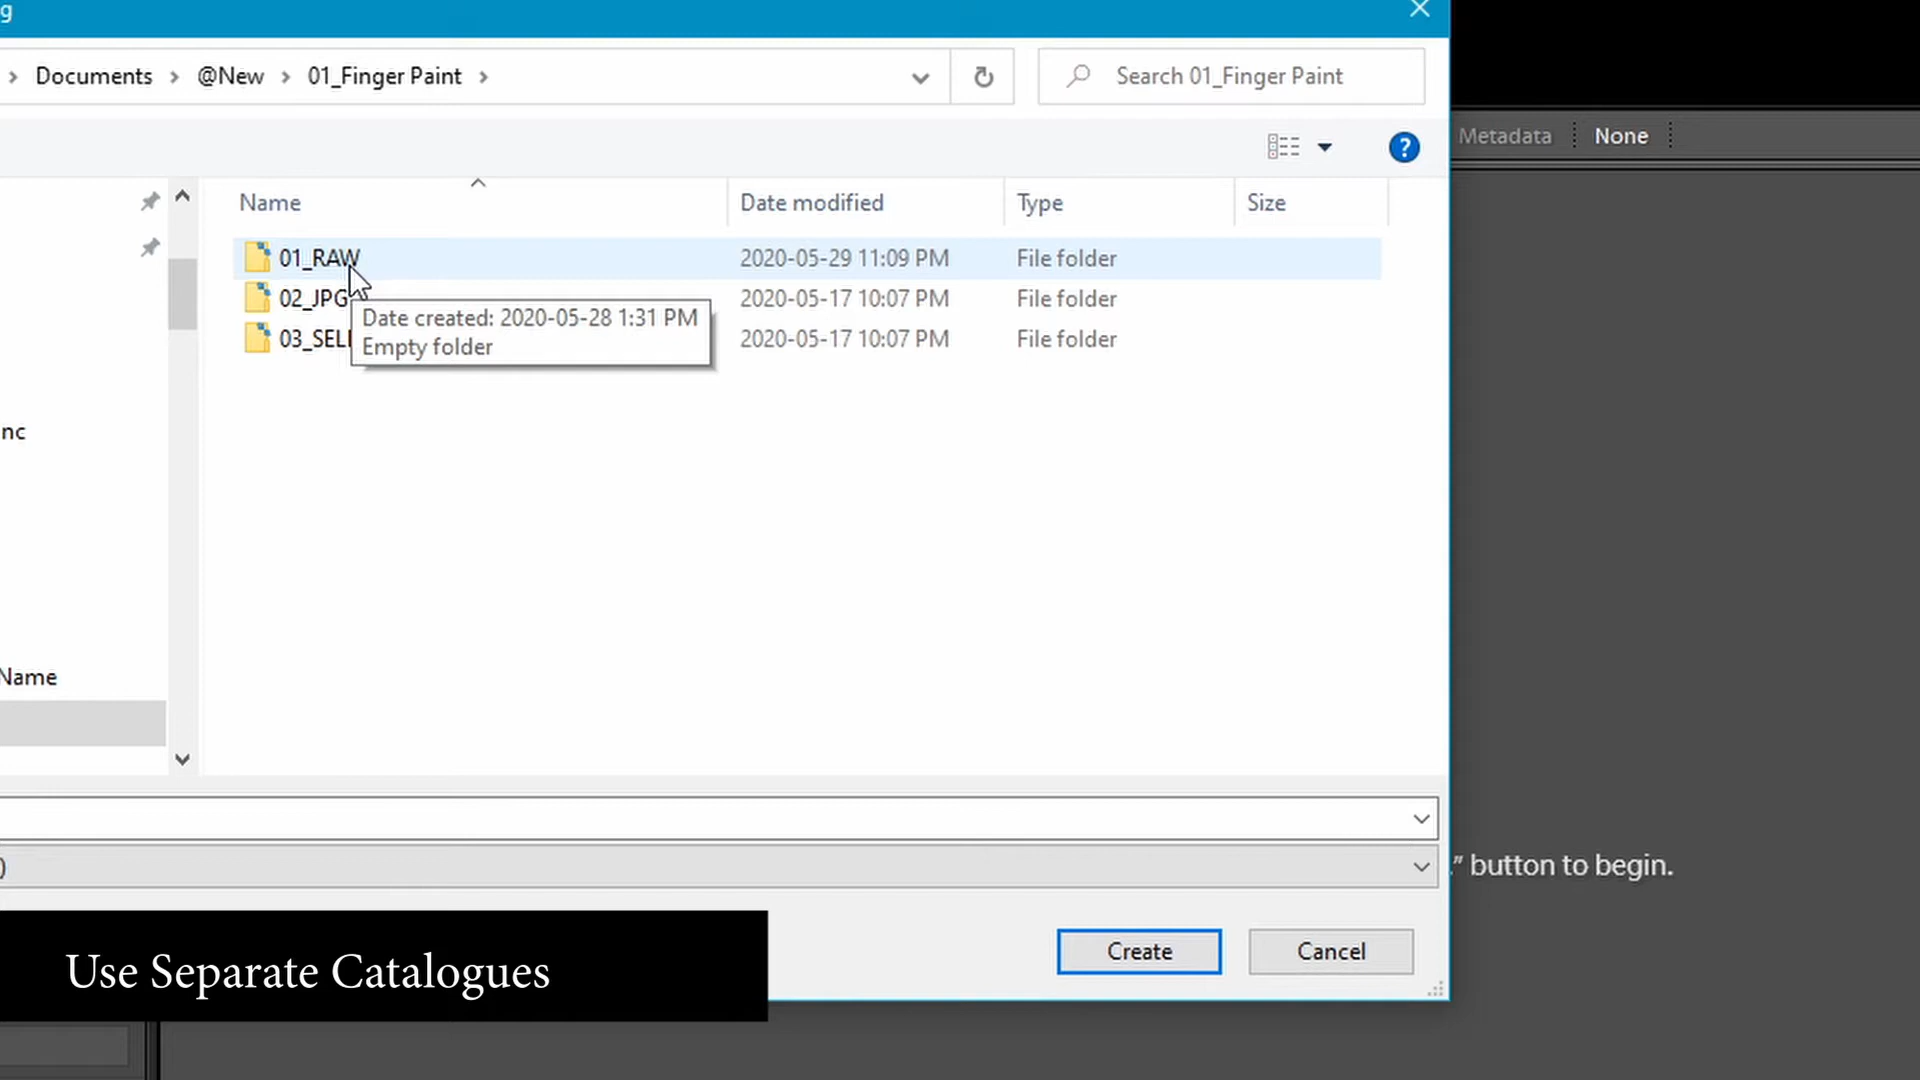 g
Documents > @New > 01_Finger Paint >
Search 01_Finger Paint
Metadata
None
?
Name
Date modified
Type
Size
01_RAW
2020-05-29 11:09 PM
File folder
02_JPG
2020-05-17 10:07 PM
File folder
Date created: 2020-05-28 1:31 PM
Empty folder
03_SELE
2020-05-17 10:07 PM
File folder
nc
Name
)
." button to begin.
Create
Cancel
Use Separate Catalogues